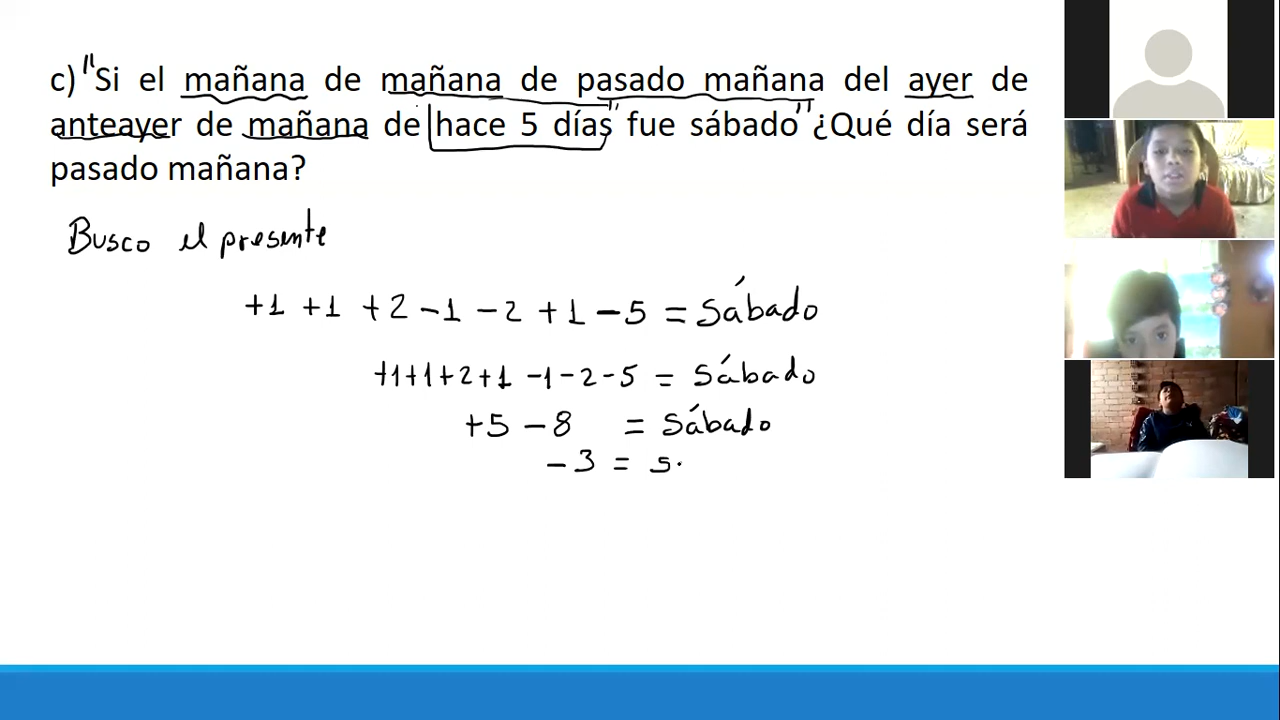 c) "Si el mañana de mañana de pasado mañana del ayer de
anteayer de mañana de hace 5 días" fue sábado" ¿Qué día será
pasado mañana?
Busco el presente
+1 +1 +2 -1 -2 +1 -5 = Sábado
+1+1+2+1 -1-2-5 = Sábado
+5 -8 = Sábado
-3 = s